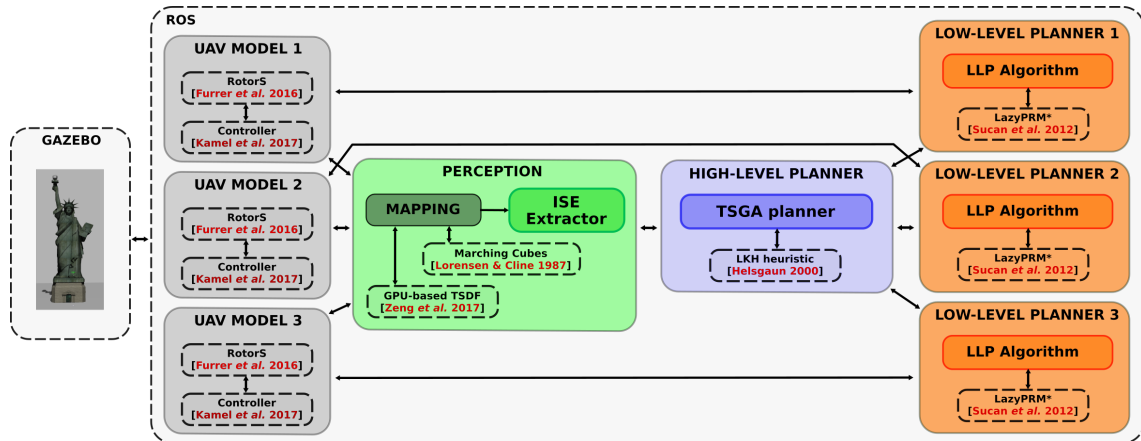 ROS
GAZEBO
UAV MODEL 1
RotorS
[Furrer et al. 2016]
Controller
[Kamel et al. 2017]
UAV MODEL 2
RotorS
[Furrer et al. 2016]
Controller
[Kamel et al. 2017]
UAV MODEL 3
RotorS
[Furrer et al. 2016]
Controller
[Kamel et al. 2017]
PERCEPTION
MAPPING
ISE
Extractor
Marching Cubes
[Lorensen & Cline 1987]
GPU-based TSDF
[Zeng et al. 2017]
HIGH-LEVEL PLANNER
TSGA planner
LKH heuristic
[Helsgaun 2000]
LOW-LEVEL PLANNER 1
LLP Algorithm
LazyPRM*
[Sucan et al. 2012]
LOW-LEVEL PLANNER 2
LLP Algorithm
LazyPRM*
[Sucan et al. 2012]
LOW-LEVEL PLANNER 3
LLP Algorithm
LazyPRM*
[Sucan et al. 2012]